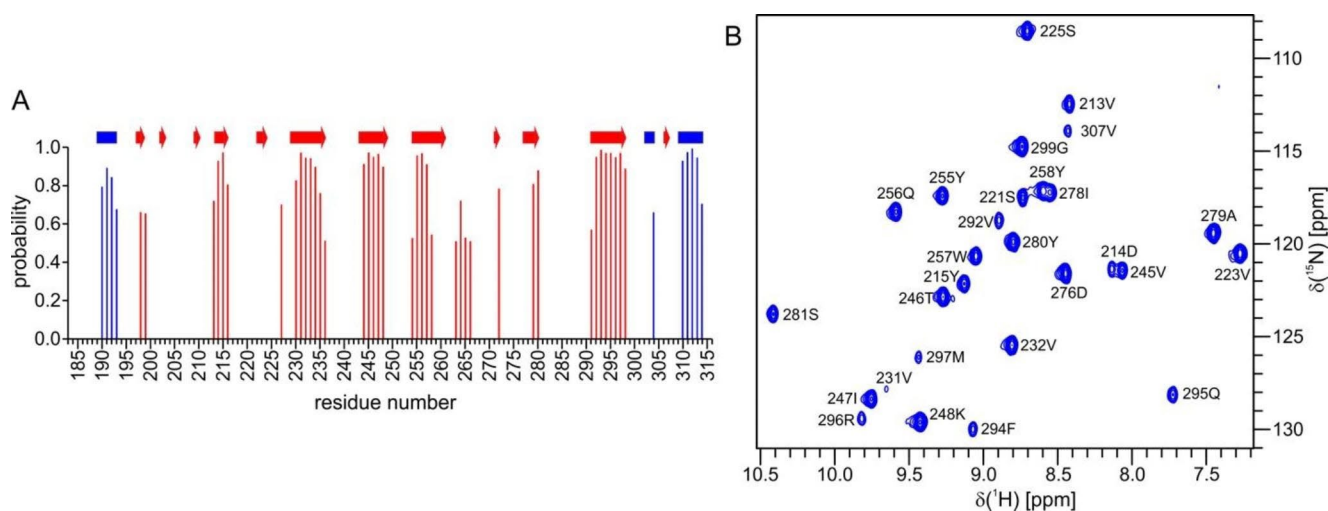 A
1.0
0.8
0.6
0.4
0.2
0.0
probability
185
190
195
200
205
210
215
220
225
230
235
240
245
250
255
260
265
270
275
280
285
290
295
300
305
310
315
residue number
B
225S
213V
307V
299G
258Y
255Y
221S
278I
256Q
292V
279A
280Y
257W
214D
223V
215Y
245V
246T
276D
281S
232V
297M
231V
247I
295Q
296R
248K
294F
110
115
120
125
130
δ(¹⁵N) [ppm]
10.5 10.0 9.5 9.0 8.5 8.0 7.5
δ(¹H) [ppm]